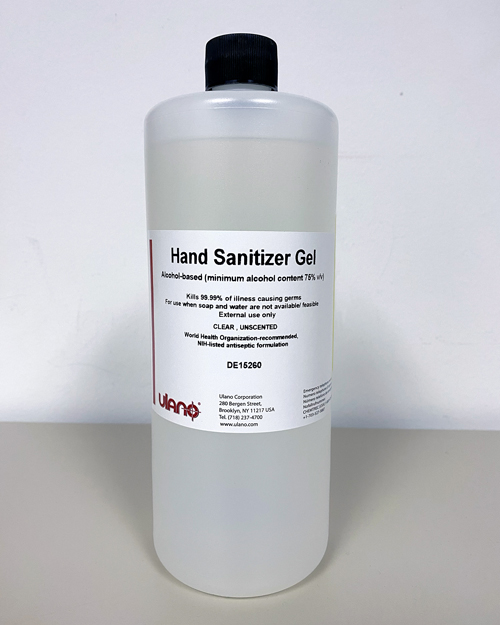 Hand Sanitizer Gel
Alcohol-based (minimum alcohol content 75% v/v)
Kills 99.99% of illness causing germs
For use when soap and water are not available/ feasible
External use only
CLEAR , UNSCENTED
World Health Organization-recommended,
NIH-listed antiseptic formulation
DE15260
ulano
Ulano Corporation
280 Bergen Street,
Brooklyn, NY 11217 USA
Tel. (718) 237-4700
www.ulano.com
Emergency